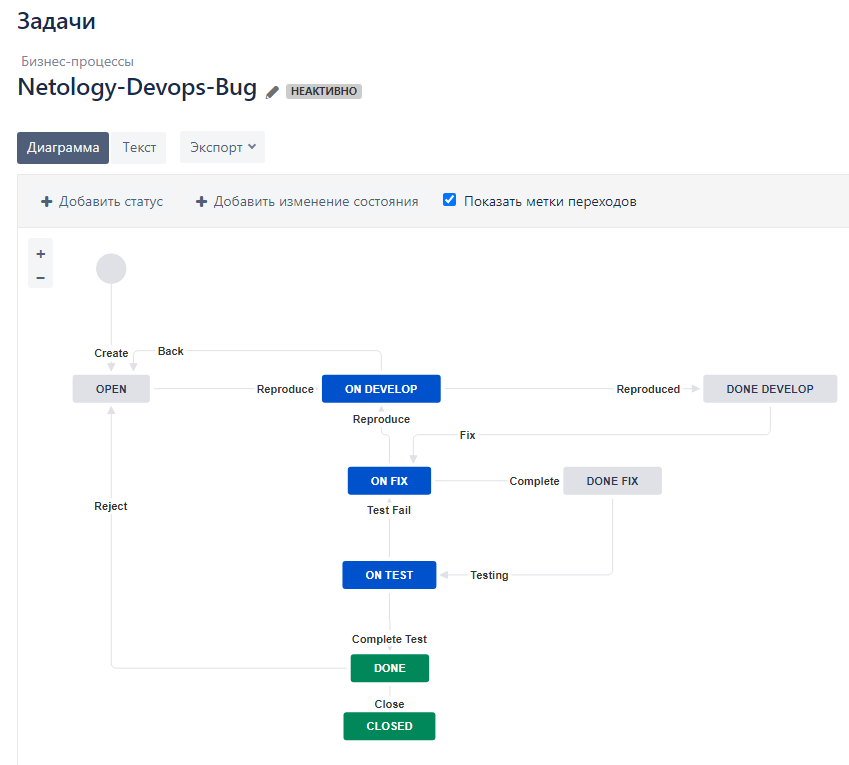 Задачи
Бизнес-процессы
Netology-Devops-Bug НЕАКТИВНО
Диаграмма Текст Экспорт
+ Добавить статус + Добавить изменение состояния Показать метки переходов
+
−
Create Back
OPEN Reproduce ON DEVELOP Reproduced DONE DEVELOP
Reproduce
Fix
ON FIX Complete DONE FIX
Reject Test Fail
ON TEST Testing
Complete Test
DONE
Close
CLOSED